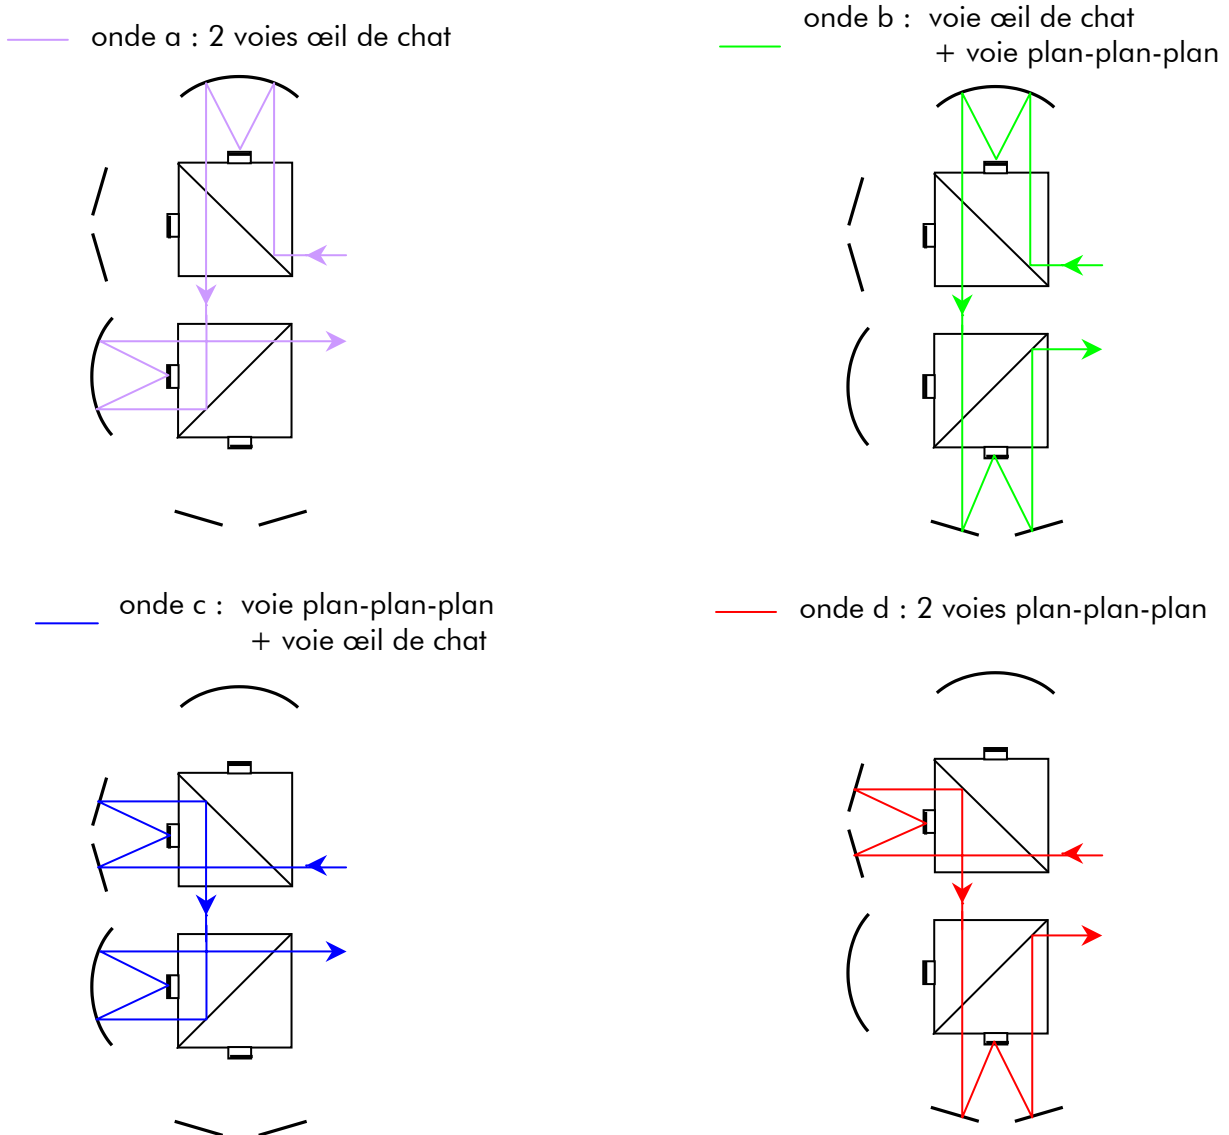 onde a : 2 voies œil de chat
onde b : voie œil de chat
+ voie plan-plan-plan
onde c : voie plan-plan-plan
+ voie œil de chat
onde d : 2 voies plan-plan-plan